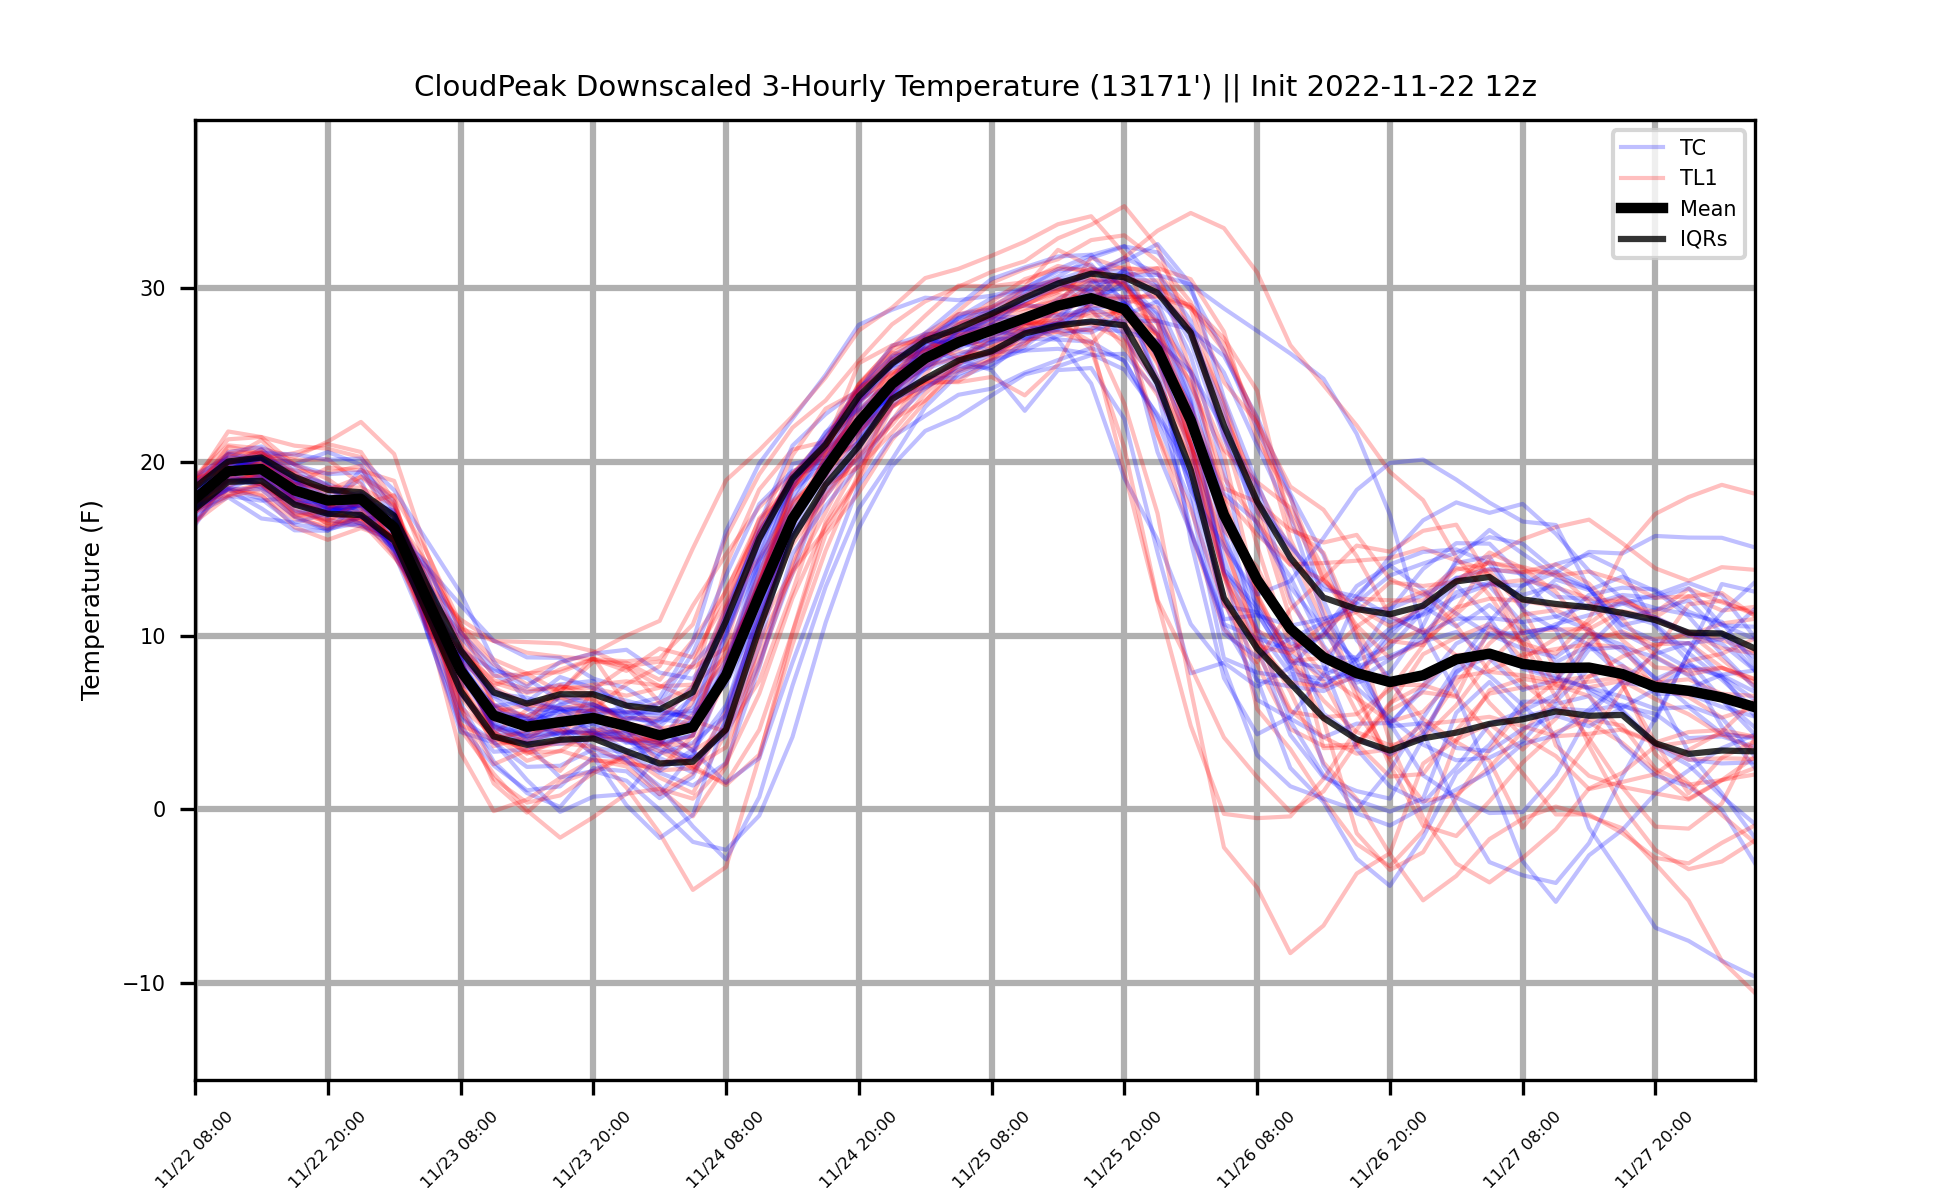 CloudPeak Downscaled 3-Hourly Temperature (13171') || Init 2022-11-22 12z
TC
TL1
Mean
IQRs
Temperature (F)
30
20
10
0
−10
11/22 08:00
11/22 20:00
11/23 08:00
11/23 20:00
11/24 08:00
11/24 20:00
11/25 08:00
11/25 20:00
11/26 08:00
11/26 20:00
11/27 08:00
11/27 20:00